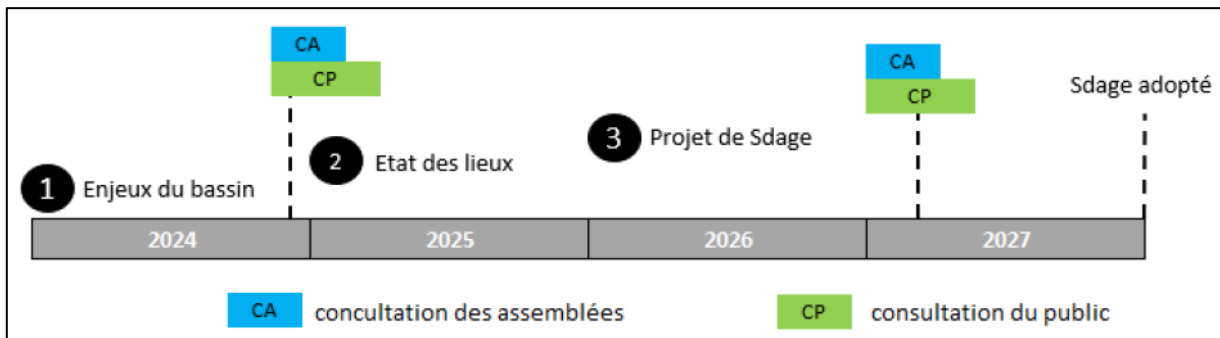 CA
CP
CA
CP
Sdage adopté
3 Projet de Sdage
2 Etat des lieux
1 Enjeux du bassin
2024 2025 2026 2027
CA concultation des assemblées
CP consultation du public